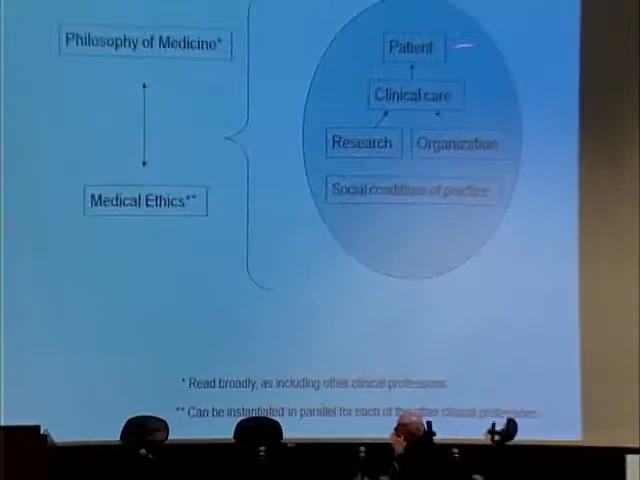 Philosophy of Medicine*
Patient
Clinical care
Research
Organization
Medical Ethics**
Social conditions of practice
* Read broadly, as including other clinical professions.
** Can be instantiated in parallel for each of the other clinical professions.